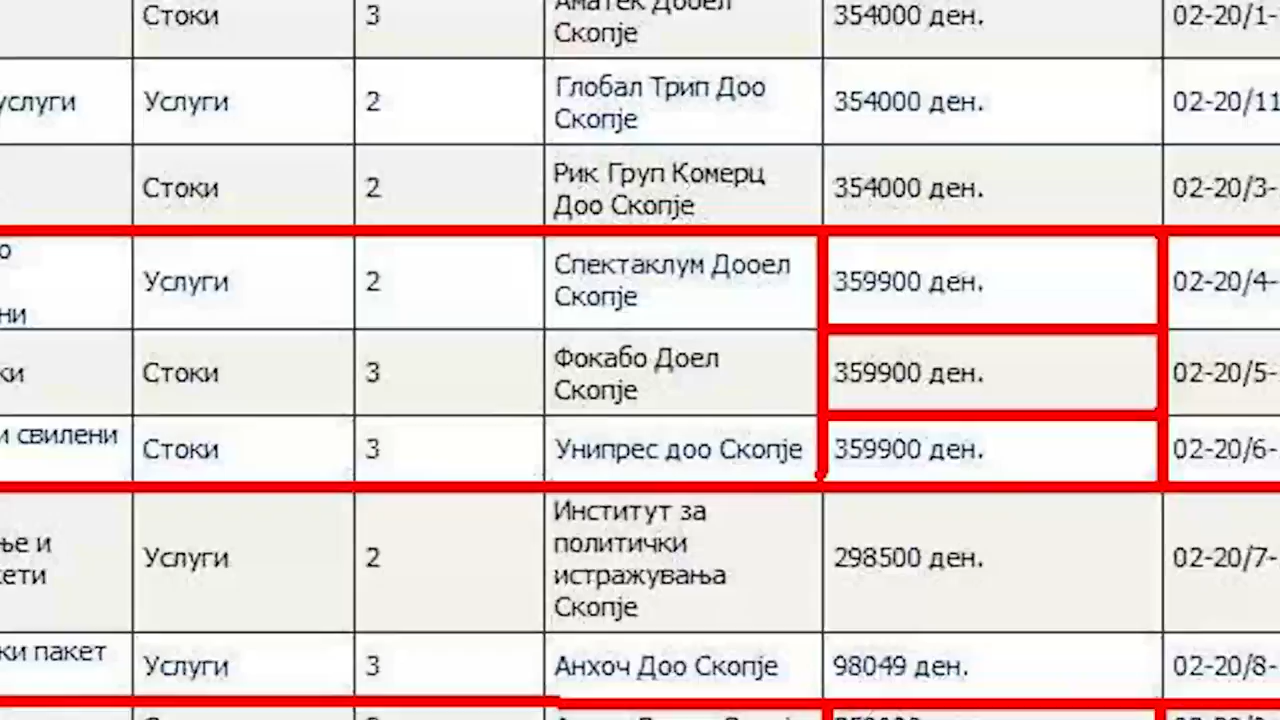 Стоки 3 Аматек Дооел Скопје 354000 ден. 02-20/1-
услуги Услуги 2 Глобал Трип Доо Скопје 354000 ден. 02-20/11
Стоки 2 Рик Груп Комерц Доо Скопје 354000 ден. 02-20/3-
о
ни Услуги 2 Спектаклум Дооел Скопје 359900 ден. 02-20/4-
ки Стоки 3 Фокабо Доел Скопје 359900 ден. 02-20/5-
и свилени Стоки 3 Унипрес доо Скопје 359900 ден. 02-20/6-
ње и
кети Услуги 2 Институт за политички истражувања Скопје 298500 ден. 02-20/7-
ки пакет Услуги 3 Анхоч Доо Скопје 98049 ден. 02-20/8-